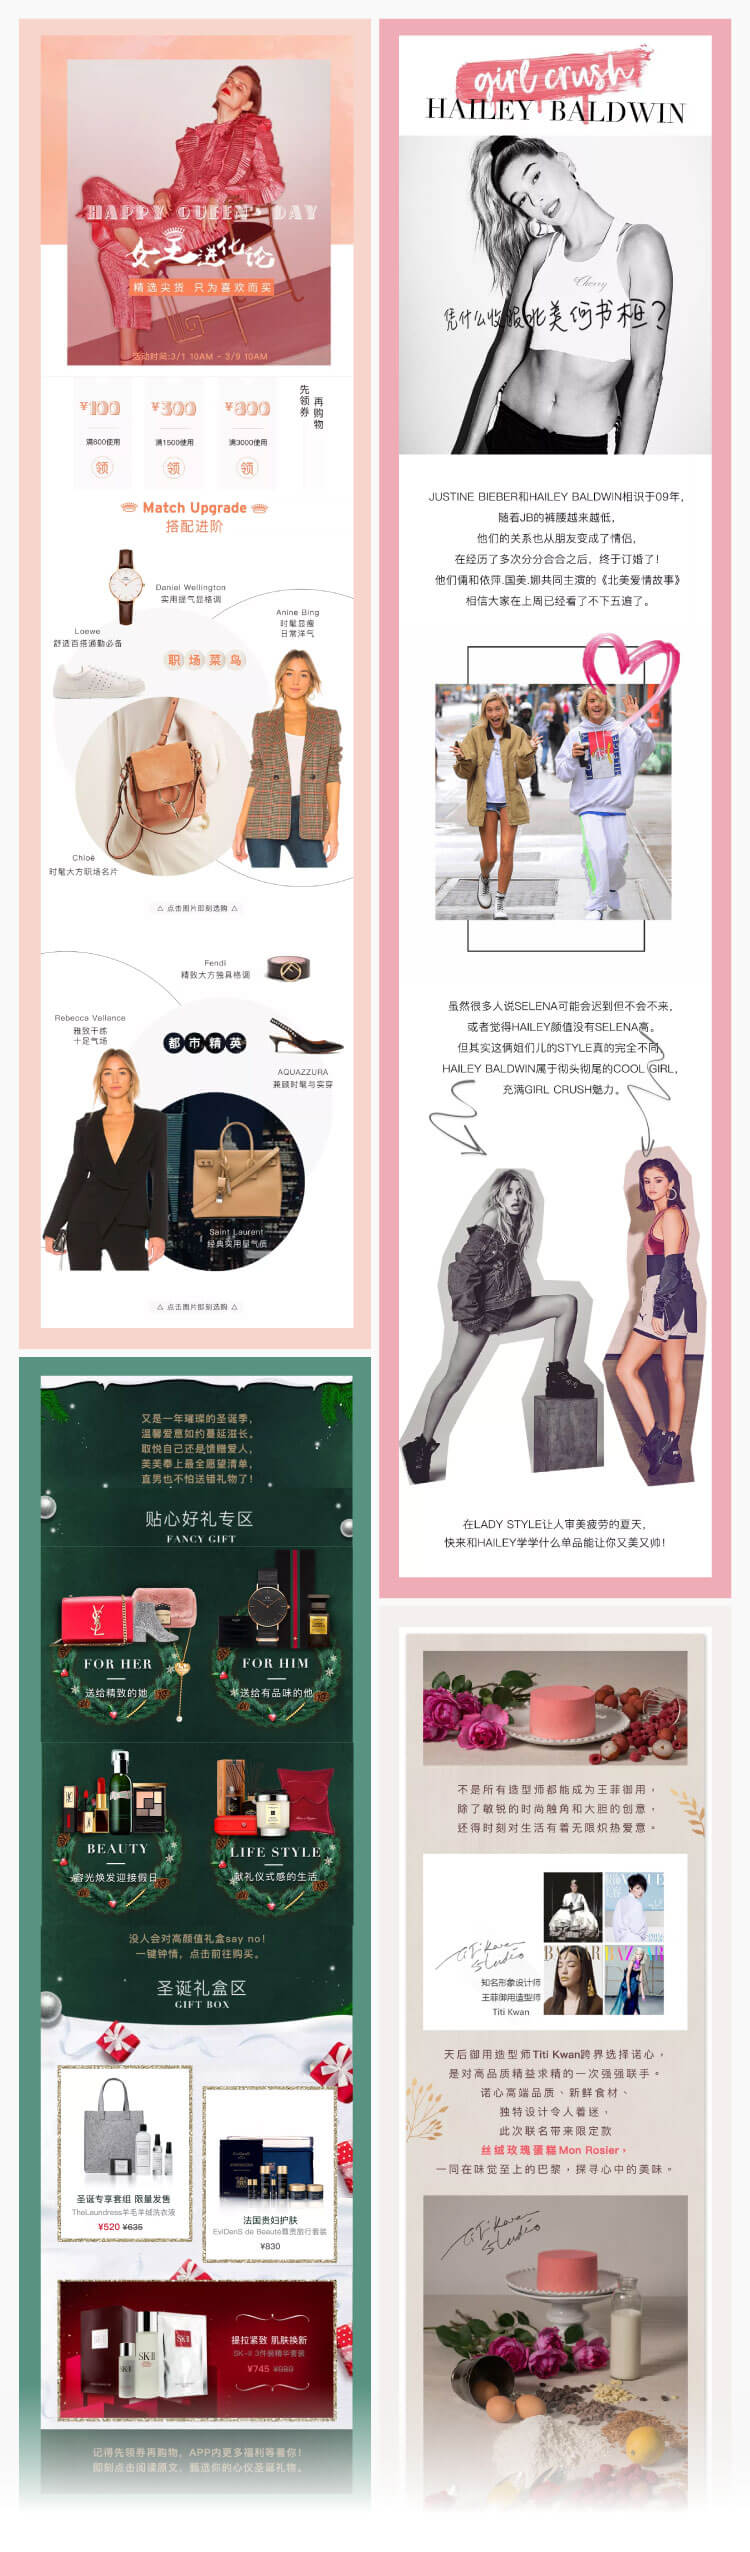 HAPPY QUEEN'S DAY
女王进化论
精选尖货 只为喜欢而买
活动时间:3/1 10AM - 3/9 10AM
¥100
满600使用
领
¥300
满1500使用
领
¥800
满3000使用
领
先领券
再购物
Match Upgrade
搭配进阶
Daniel Wellington
实用提气显格调
Loewe
舒适百搭通勤必备
Anine Bing
时髦显瘦
日常洋气
职场菜鸟
Chloé
时髦大方职场名片
△ 点击图片即刻选购 △
Fendi
精致大方独具格调
Rebecca Vallance
雅致干练
十足气场
都市精英
AQUAZZURA
兼顾时髦与实穿
Saint Laurent
经典实用显气质
△ 点击图片即刻选购 △
又是一年璀璨的圣诞季，
温馨爱意如约蔓延滋长。
取悦自己还是馈赠爱人，
美美奉上最全愿望清单，
直男也不怕送错礼物了！
贴心好礼专区
FANCY GIFT
YSL
FOR HER
送给精致的她
FOR HIM
送给有品味的他
BEAUTY
容光焕发迎接假日
LIFE STYLE
献礼仪式感的生活
没人会对高颜值礼盒say no！
一键钟情，点击前往购买。
圣诞礼盒区
GIFT BOX
圣诞专享套组 限量发售
TheLaundress羊毛羊绒洗衣液
¥520 ¥635
法国贵妇护肤
EviDenS de Beauté尊贵旅行套装
¥830
SK-II
SK-II
SK-II
提拉紧致 肌肤换新
SK-II 3件装精华套装
¥745 ¥989
记得先领券再购物，APP内更多福利等着你！
即刻点击阅读原文，甄选你的心仪圣诞礼物。
girl crush
HAILEY BALDWIN
Cherry
凭什么收服北美何书桓？
JUSTINE BIEBER和HAILEY BALDWIN相识于09年，
随着JB的裤腰越来越低，
他们的关系也从朋友变成了情侣，
在经历了多次分分合合之后，终于订婚了！
他们儒和依萍.国美.娜共同主演的《北美爱情故事》
相信大家在上周已经看了不下五遍了。
虽然很多人说SELENA可能会迟到但不会不来，
或者觉得HAILEY颜值没有SELENA高。
但其实这俩姐们儿的STYLE真的完全不同，
HAILEY BALDWIN属于彻头彻尾的COOL GIRL，
充满GIRL CRUSH魅力。
在LADY STYLE让人审美疲劳的夏天，
快来和HAILEY学学什么单品能让你又美又帅！
不是所有造型师都能成为王菲御用，
除了敏锐的时尚触角和大胆的创意，
还得时刻对生活有着无限炽热爱意。
Titi Kwan
Studio
知名形象设计师
王菲御用造型师
Titi Kwan
BAZAAR
BAZAAR
天后御用造型师Titi Kwan跨界选择诺心，
是对高品质精益求精的一次强强联手。
诺心高端品质、新鲜食材、
独特设计令人着迷，
此次联名带来限定款
丝绒玫瑰蛋糕Mon Rosier，
一同在味觉至上的巴黎，探寻心中的美味。
Titi Kwan
Studio